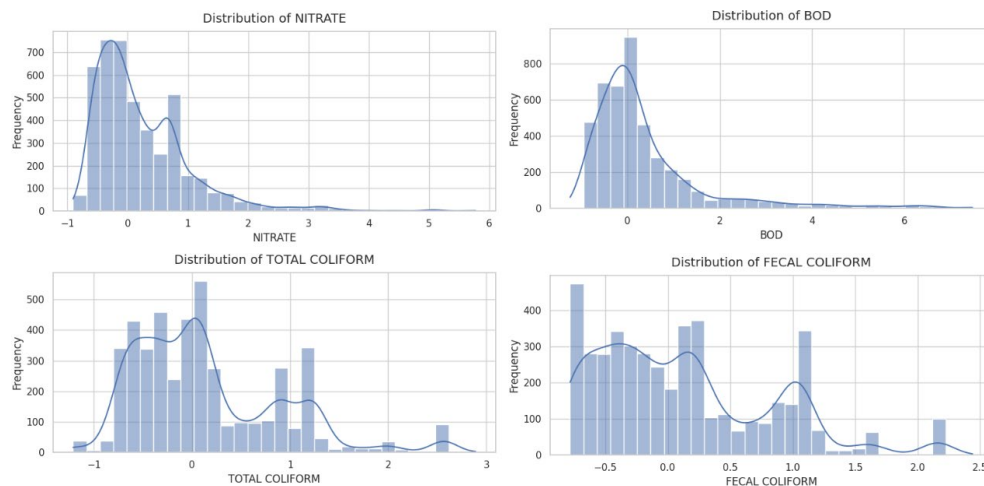 Distribution of NITRATE
Frequency
700
600
500
400
300
200
100
0
−1 0 1 2 3 4 5 6
NITRATE
Distribution of BOD
Frequency
800
600
400
200
0
0 2 4 6
BOD
Distribution of TOTAL COLIFORM
Frequency
500
400
300
200
100
0
−1 0 1 2 3
TOTAL COLIFORM
Distribution of FECAL COLIFORM
Frequency
500
400
300
200
100
0
−0.5 0.0 0.5 1.0 1.5 2.0 2.5
FECAL COLIFORM